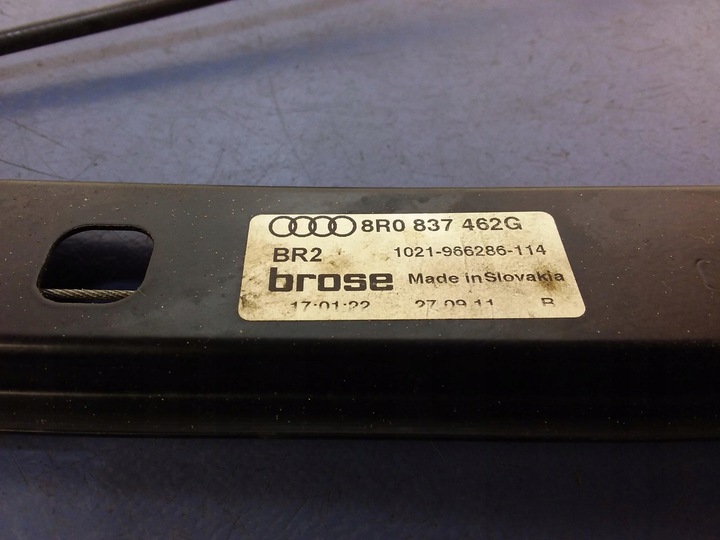 8R0 837 462G
BR2 1021-966286-114
brose Made in Slovakia
17:01:22 27.09.11 B